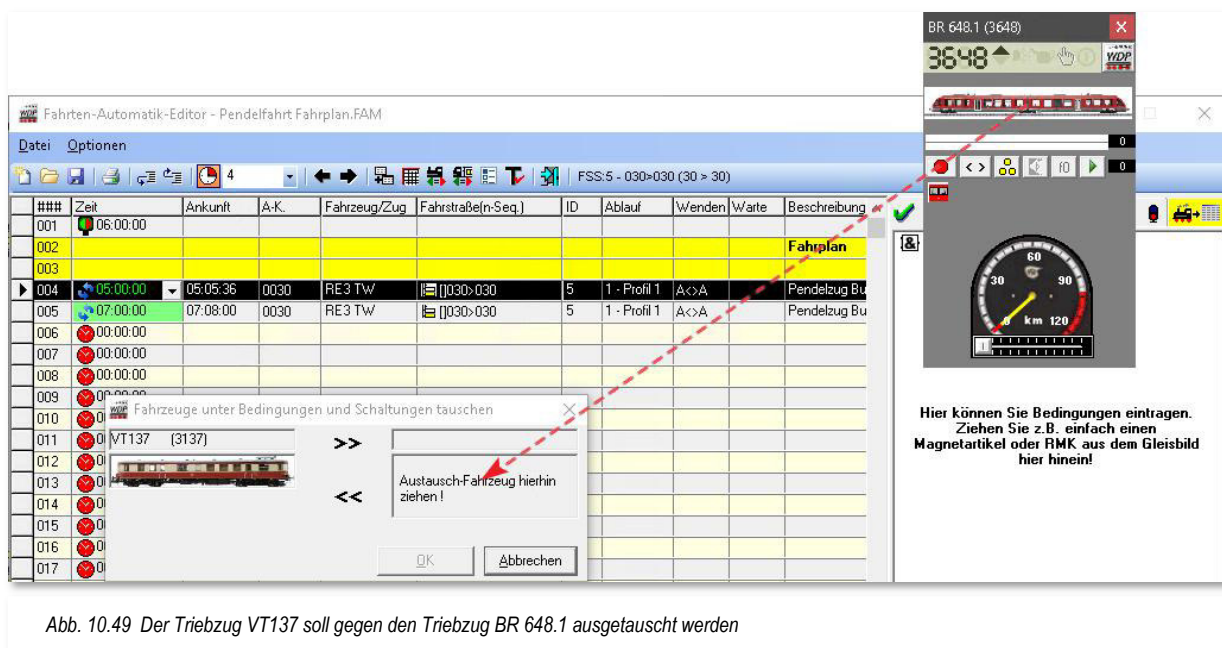 BR 648.1 (3648)
3648
WDP
Fahrten-Automatik-Editor - Pendelfahrt Fahrplan.FAM
Datei Optionen
4 FSS:5 - 030>030 (30 > 30)
### Zeit Ankunft A-K. Fahrzeug/Zug Fahrstraße(n-Seq.) ID Ablauf Wenden Warte Beschreibung
001 06:00:00
002 Fahrplan
003
004 05:00:00 05:05:36 0030 RE3 TW []030>030 5 1 - Profil 1 A<>A Pendelzug Bu
005 07:00:00 07:08:00 0030 RE3 TW []030>030 5 1 - Profil 1 A<>A Pendelzug Bu
006 00:00:00
007 00:00:00
008 00:00:00
009
010
011
012
013
014
015
016
017
Fahrzeuge unter Bedingungen und Schaltungen tauschen
VT137 (3137) >>
<<
Austausch-Fahrzeug hierhin
ziehen !
OK Abbrechen
0
< > f0 0
30 60 90 120
0 km
&
Hier können Sie Bedingungen eintragen.
Ziehen Sie z.B. einfach einen
Magnetartikel oder RMK aus dem Gleisbild
hier hinein!
Abb. 10.49 Der Triebzug VT137 soll gegen den Triebzug BR 648.1 ausgetauscht werden